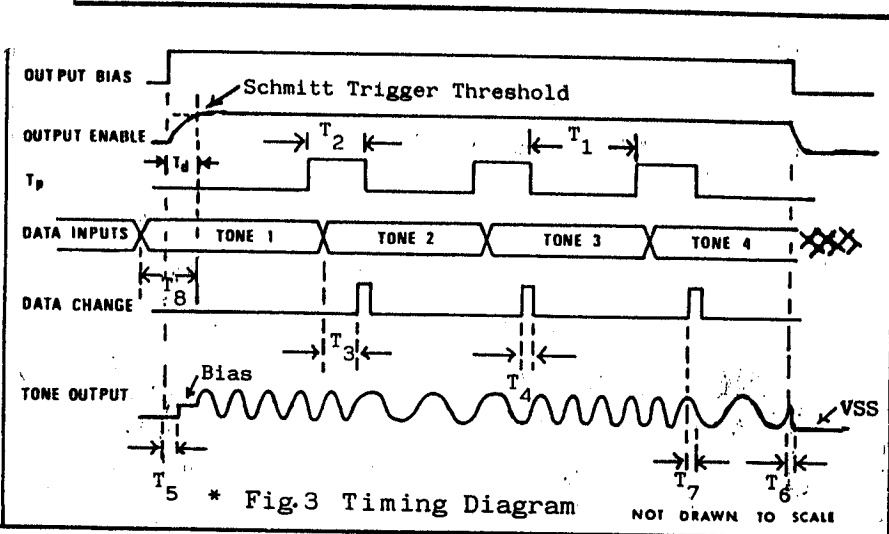 OUTPUT BIAS
Schmitt Trigger Threshold
OUTPUT ENABLE
T2
T1
Td
Tp
DATA INPUTS
TONE 1
TONE 2
TONE 3
TONE 4
T8
DATA CHANGE
T3
T4
Bias
TONE OUTPUT
VSS
T5
T7
T6
* Fig.3 Timing Diagram
NOT DRAWN TO SCALE